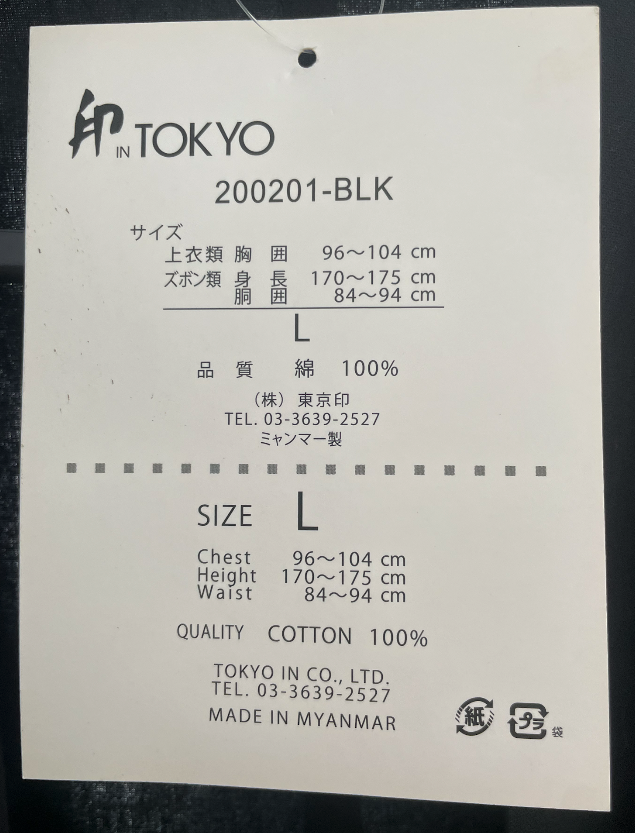 印 IN TOKYO
200201-BLK
サイズ
上衣類 胸 囲 96～104 cm
ズボン類 身 長 170～175 cm
胴 囲 84～94 cm
L
品 質 綿 100%
（株）東京印
TEL. 03-3639-2527
ミャンマー製
SIZE L
Chest 96～104 cm
Height 170～175 cm
Waist 84～94 cm
QUALITY COTTON 100%
TOKYO IN CO., LTD.
TEL. 03-3639-2527
MADE IN MYANMAR
紙 プラ 袋